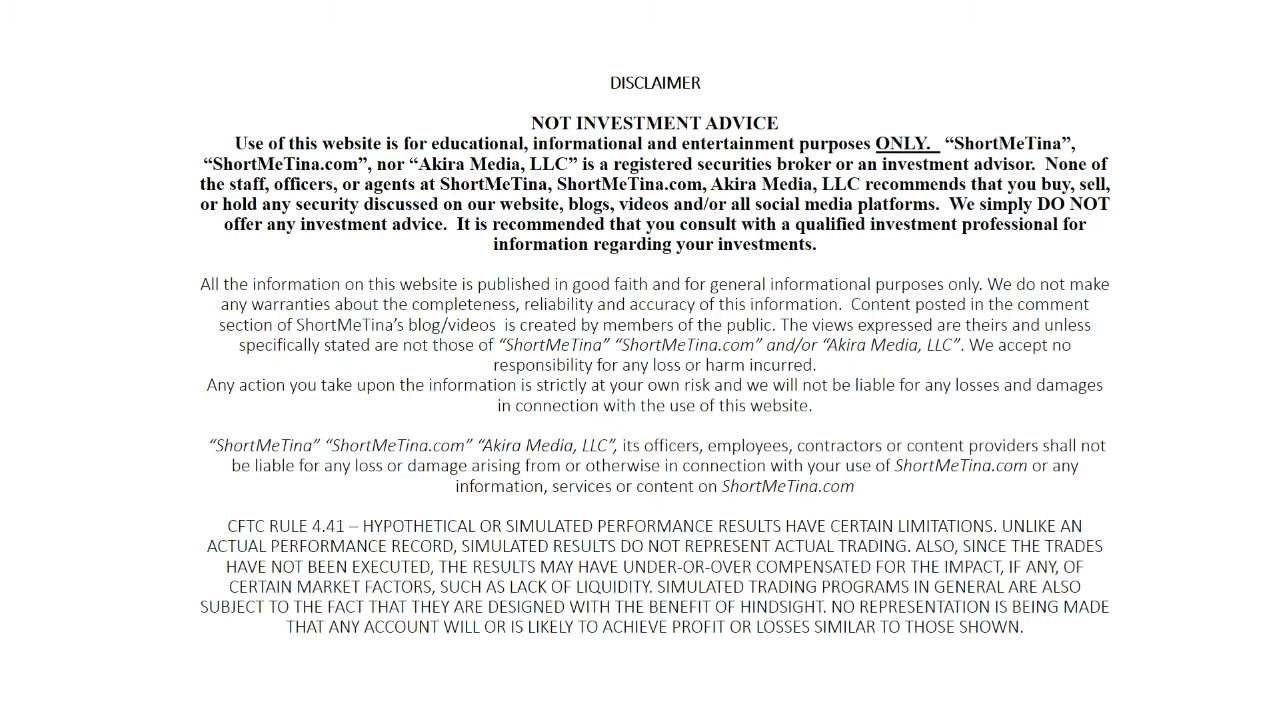 DISCLAIMER
NOT INVESTMENT ADVICE
Use of this website is for educational, informational and entertainment purposes ONLY. “ShortMeTina”,
“ShortMeTina.com”, nor “Akira Media, LLC” is a registered securities broker or an investment advisor. None of
the staff, officers, or agents at ShortMeTina, ShortMeTina.com, Akira Media, LLC recommends that you buy, sell,
or hold any security discussed on our website, blogs, videos and/or all social media platforms. We simply DO NOT
offer any investment advice. It is recommended that you consult with a qualified investment professional for
information regarding your investments.
All the information on this website is published in good faith and for general informational purposes only. We do not make
any warranties about the completeness, reliability and accuracy of this information. Content posted in the comment
section of ShortMeTina’s blog/videos is created by members of the public. The views expressed are theirs and unless
specifically stated are not those of “ShortMeTina” “ShortMeTina.com” and/or “Akira Media, LLC”. We accept no
responsibility for any loss or harm incurred.
Any action you take upon the information is strictly at your own risk and we will not be liable for any losses and damages
in connection with the use of this website.
“ShortMeTina” “ShortMeTina.com” “Akira Media, LLC”, its officers, employees, contractors or content providers shall not
be liable for any loss or damage arising from or otherwise in connection with your use of ShortMeTina.com or any
information, services or content on ShortMeTina.com
CFTC RULE 4.41 – HYPOTHETICAL OR SIMULATED PERFORMANCE RESULTS HAVE CERTAIN LIMITATIONS. UNLIKE AN
ACTUAL PERFORMANCE RECORD, SIMULATED RESULTS DO NOT REPRESENT ACTUAL TRADING. ALSO, SINCE THE TRADES
HAVE NOT BEEN EXECUTED, THE RESULTS MAY HAVE UNDER-OR-OVER COMPENSATED FOR THE IMPACT, IF ANY, OF
CERTAIN MARKET FACTORS, SUCH AS LACK OF LIQUIDITY. SIMULATED TRADING PROGRAMS IN GENERAL ARE ALSO
SUBJECT TO THE FACT THAT THEY ARE DESIGNED WITH THE BENEFIT OF HINDSIGHT. NO REPRESENTATION IS BEING MADE
THAT ANY ACCOUNT WILL OR IS LIKELY TO ACHIEVE PROFIT OR LOSSES SIMILAR TO THOSE SHOWN.